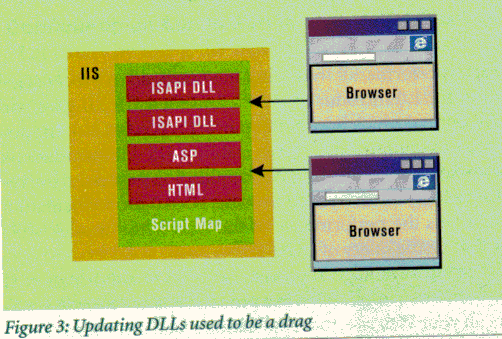 IIS
ISAPI DLL
ISAPI DLL
ASP
HTML
Script Map
Browser
Browser
Figure 3: Updating DLLs used to be a drag